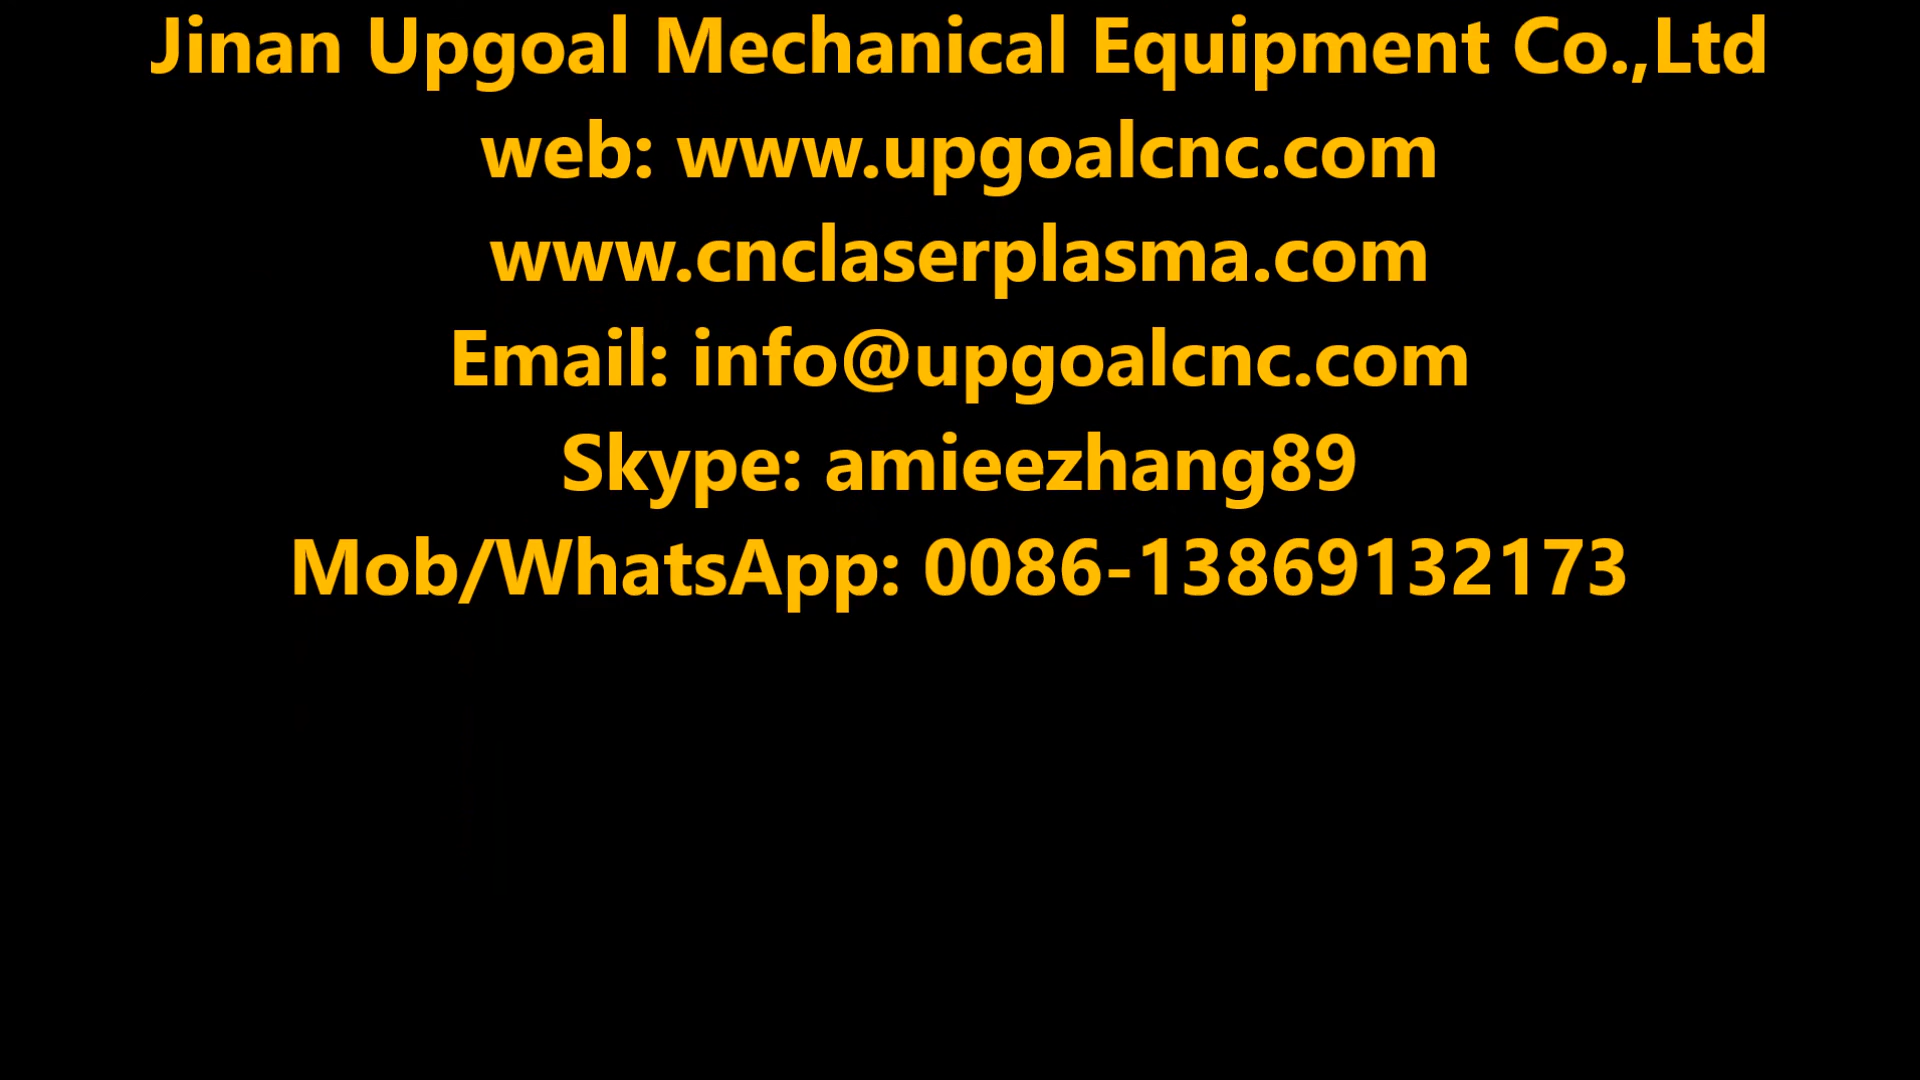 Jinan Upgoal Mechanical Equipment Co.,Ltd
web: www.upgoalcnc.com
www.cnclaserplasma.com
Email: info@upgoalcnc.com
Skype: amieezhang89
Mob/WhatsApp: 0086-13869132173